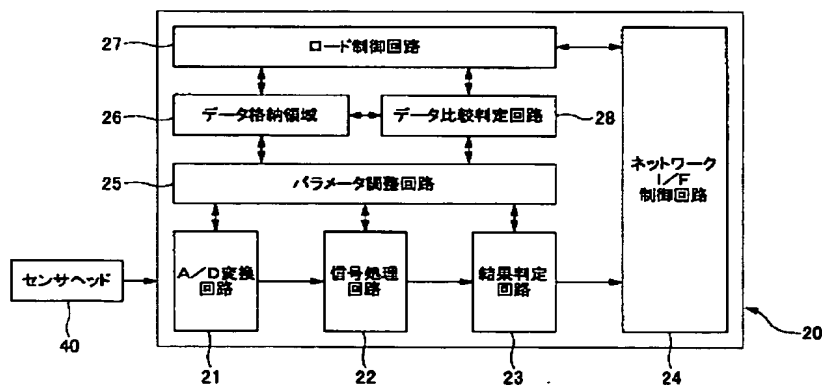 27
ロード制御回路
26
データ格納領域
データ比較判定回路
28
25
パラメータ調整回路
ネットワーク
I/F
制御回路
センサヘッド
40
A/D変換
回路
信号処理
回路
結果判定
回路
20
21
22
23
24